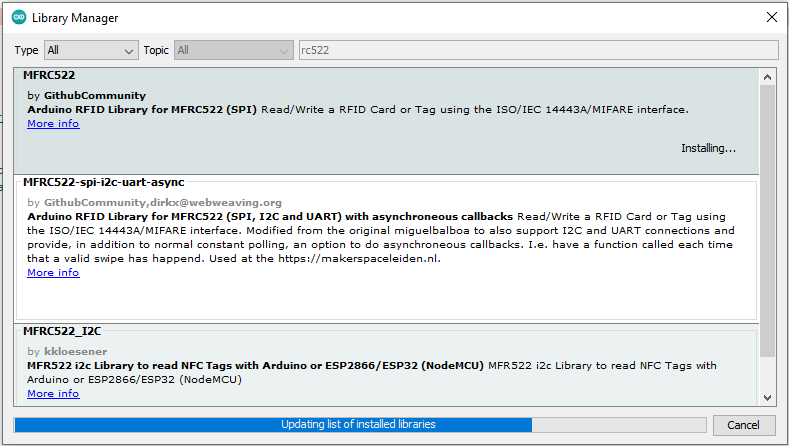 Library Manager
Type All Topic All rc522
MFRC522
by GithubCommunity
Arduino RFID Library for MFRC522 (SPI) Read/Write a RFID Card or Tag using the ISO/IEC 14443A/MIFARE interface.
More info
Installing...
MFRC522-spi-i2c-uart-async
by GithubCommunity,dirkx@webweaving.org
Arduino RFID Library for MFRC522 (SPI, I2C and UART) with asynchroneous callbacks Read/Write a RFID Card or Tag using
the ISO/IEC 14443A/MIFARE interface. Modified from the original miguelbalboa to also support I2C and UART connections and
provide, in addition to normal constant polling, an option to do asynchronous callbacks. I.e. have a function called each time
that a valid swipe has happend. Used at the https://makerspaceleiden.nl.
More info
MFRC522_I2C
by kkloesener
MFR522 i2c Library to read NFC Tags with Arduino or ESP2866/ESP32 (NodeMCU) MFR522 i2c Library to read NFC Tags with
Arduino or ESP2866/ESP32 (NodeMCU)
More info
Updating list of installed libraries
Cancel